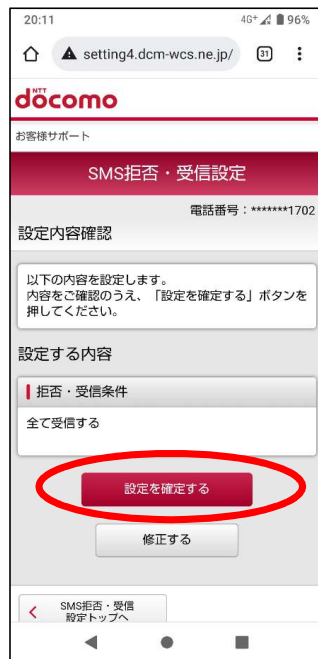 20:11
4G+ 96%
setting4.dcm-wcs.ne.jp/
31
NTT
döcomo
お客様サポート
SMS拒否・受信設定
電話番号：*******1702
設定内容確認
以下の内容を設定します。
内容をご確認のうえ、「設定を確定する」ボタンを
押してください。
設定する内容
拒否・受信条件
全て受信する
設定を確定する
修正する
SMS拒否・受信
設定トップへ